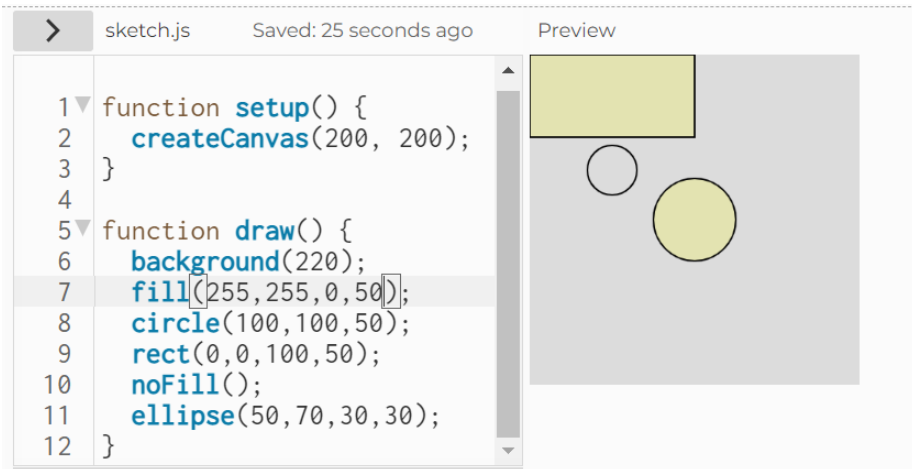 sketch.js Saved: 25 seconds ago Preview
1 function setup() {
2 createCanvas(200, 200);
3 }
4
5 function draw() {
6 background(220);
7 fill(255,255,0,50);
8 circle(100,100,50);
9 rect(0,0,100,50);
10 noFill();
11 ellipse(50,70,30,30);
12 }